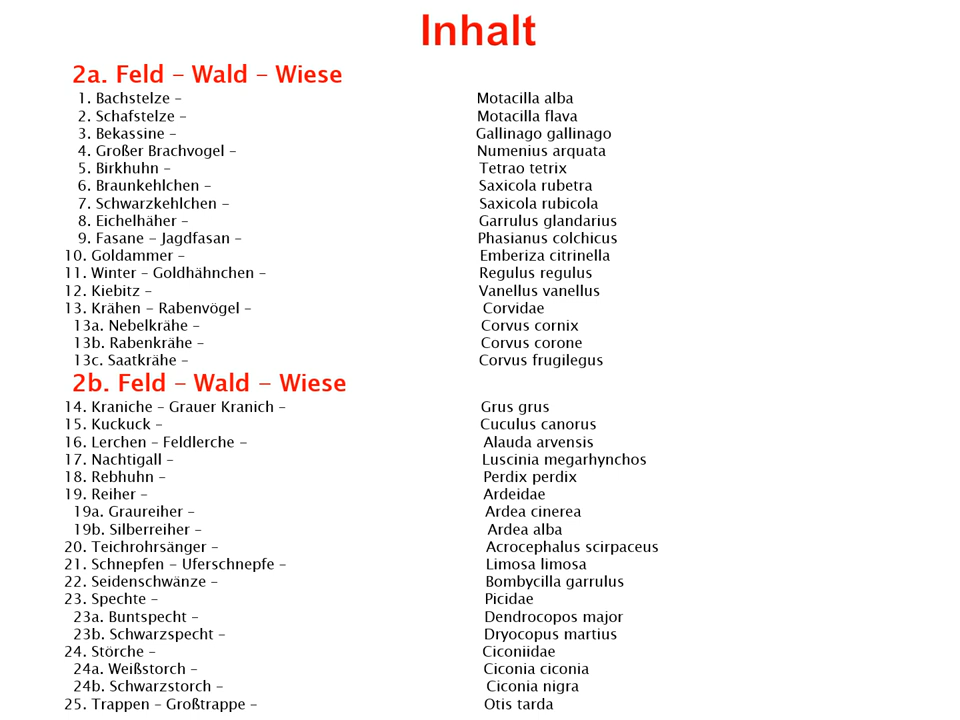 Inhalt
2a. Feld – Wald – Wiese
1. Bachstelze – Motacilla alba
2. Schafstelze – Motacilla flava
3. Bekassine – Gallinago gallinago
4. Großer Brachvogel – Numenius arquata
5. Birkhuhn – Tetrao tetrix
6. Braunkehlchen – Saxicola rubetra
7. Schwarzkehlchen – Saxicola rubicola
8. Eichelhäher – Garrulus glandarius
9. Fasane – Jagdfasan – Phasianus colchicus
10. Goldammer – Emberiza citrinella
11. Winter – Goldhähnchen – Regulus regulus
12. Kiebitz – Vanellus vanellus
13. Krähen – Rabenvögel – Corvidae
13a. Nebelkrähe – Corvus cornix
13b. Rabenkrähe – Corvus corone
13c. Saatkrähe – Corvus frugilegus
2b. Feld – Wald – Wiese
14. Kraniche – Grauer Kranich – Grus grus
15. Kuckuck – Cuculus canorus
16. Lerchen – Feldlerche – Alauda arvensis
17. Nachtigall – Luscinia megarhynchos
18. Rebhuhn – Perdix perdix
19. Reiher – Ardeidae
19a. Graureiher – Ardea cinerea
19b. Silberreiher – Ardea alba
20. Teichrohrsänger – Acrocephalus scirpaceus
21. Schnepfen – Uferschnepfe – Limosa limosa
22. Seidenschwänze – Bombycilla garrulus
23. Spechte – Picidae
23a. Buntspecht – Dendrocopos major
23b. Schwarzspecht – Dryocopus martius
24. Störche – Ciconiidae
24a. Weißstorch – Ciconia ciconia
24b. Schwarzstorch – Ciconia nigra
25. Trappen – Großtrappe – Otis tarda